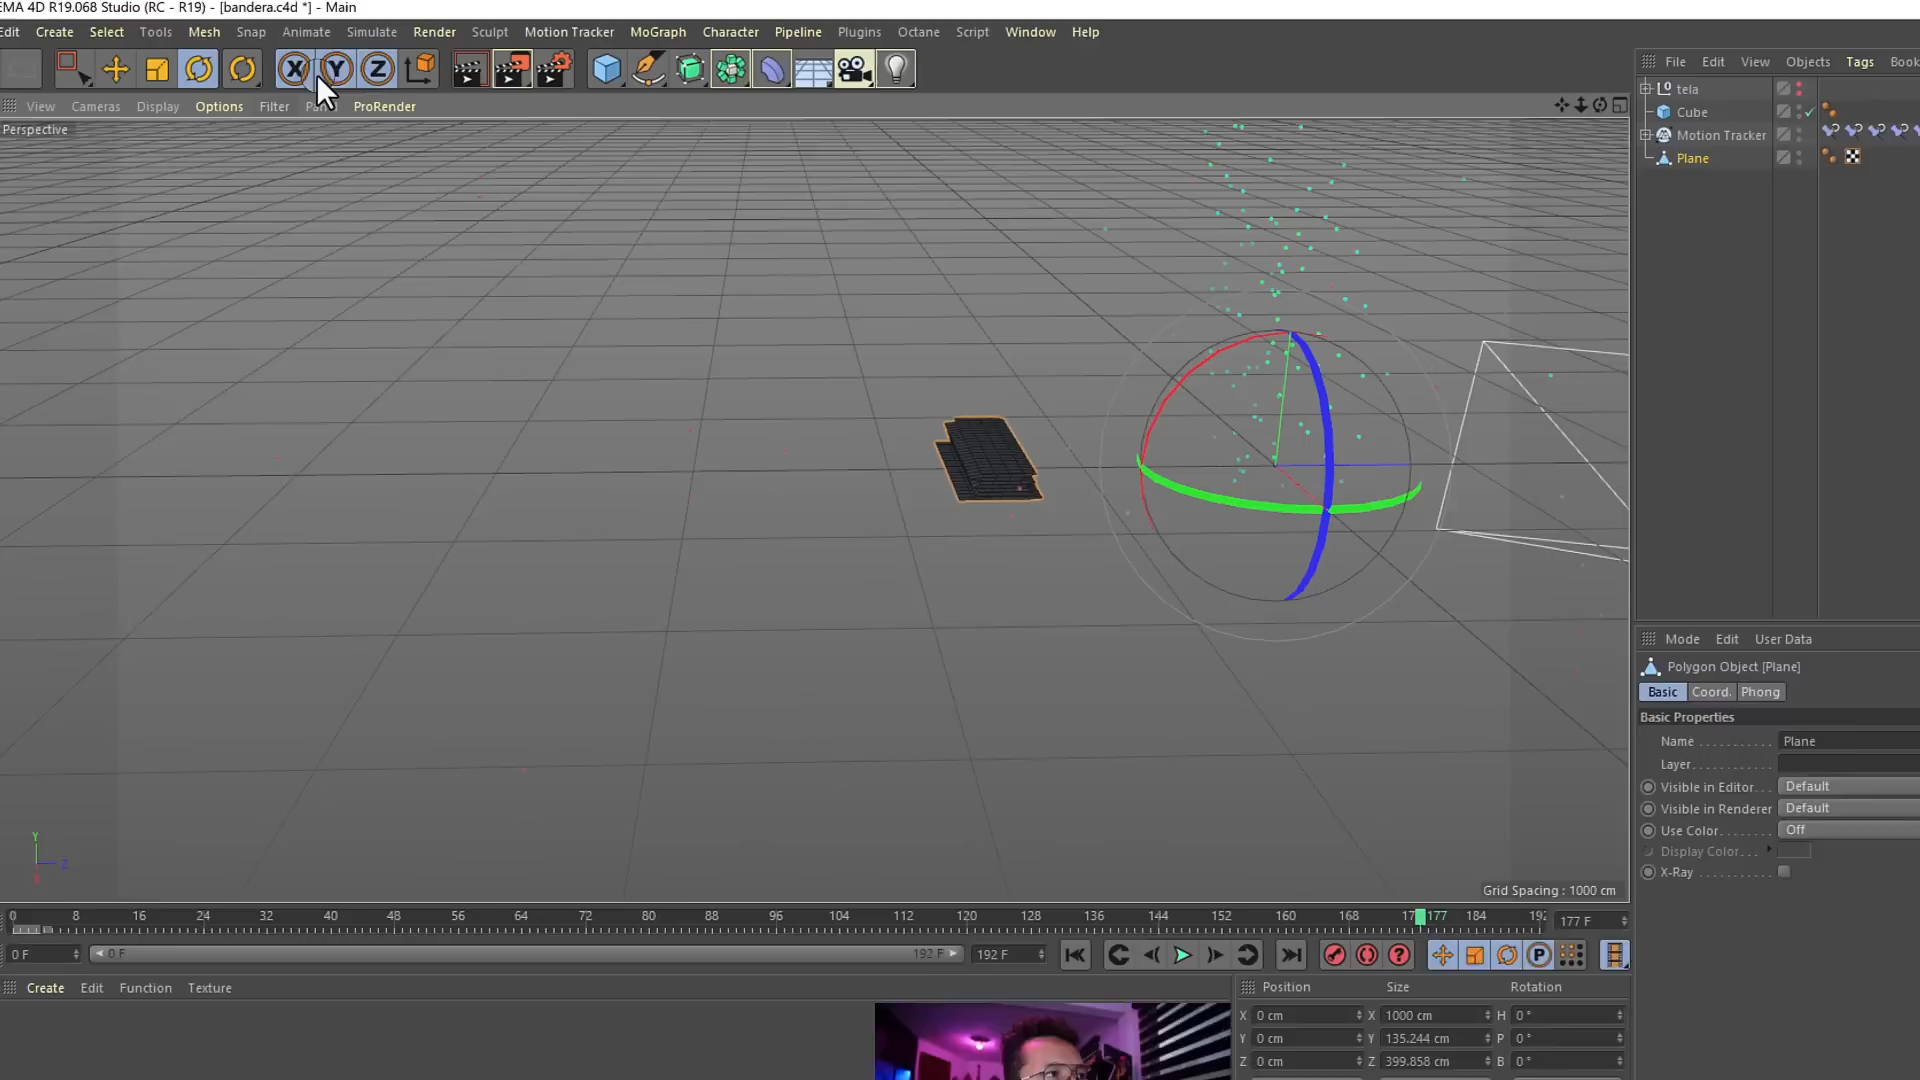 EMA 4D R19.068 Studio (RC - R19) - [bandera.c4d *] - Main
Edit Create Select Tools Mesh Snap Animate Simulate Render Sculpt Motion Tracker MoGraph Character Pipeline Plugins Octane Script Window Help
X Y Z
File Edit View Objects Tags Book
View Cameras Display Options Filter Pan ProRender
Perspective
tela
Cube
Motion Tracker
Plane
Mode Edit User Data
Polygon Object [Plane]
Basic Coord. Phong
Basic Properties
Name Plane
Layer
Visible in Editor Default
Visible in Renderer Default
Use Color Off
Display Color
X-Ray
Y
Z
X
Grid Spacing : 1000 cm
0 8 16 24 32 40 48 56 64 72 80 88 96 104 112 120 128 136 144 152 160 168 17 177 184 192 177 F
0 F 0 F 192 F 192 F P
Create Edit Function Texture
Position Size Rotation
X 0 cm X 1000 cm H 0 °
Y 0 cm Y 135.244 cm P 0 °
Z 0 cm Z 399.858 cm B 0 °